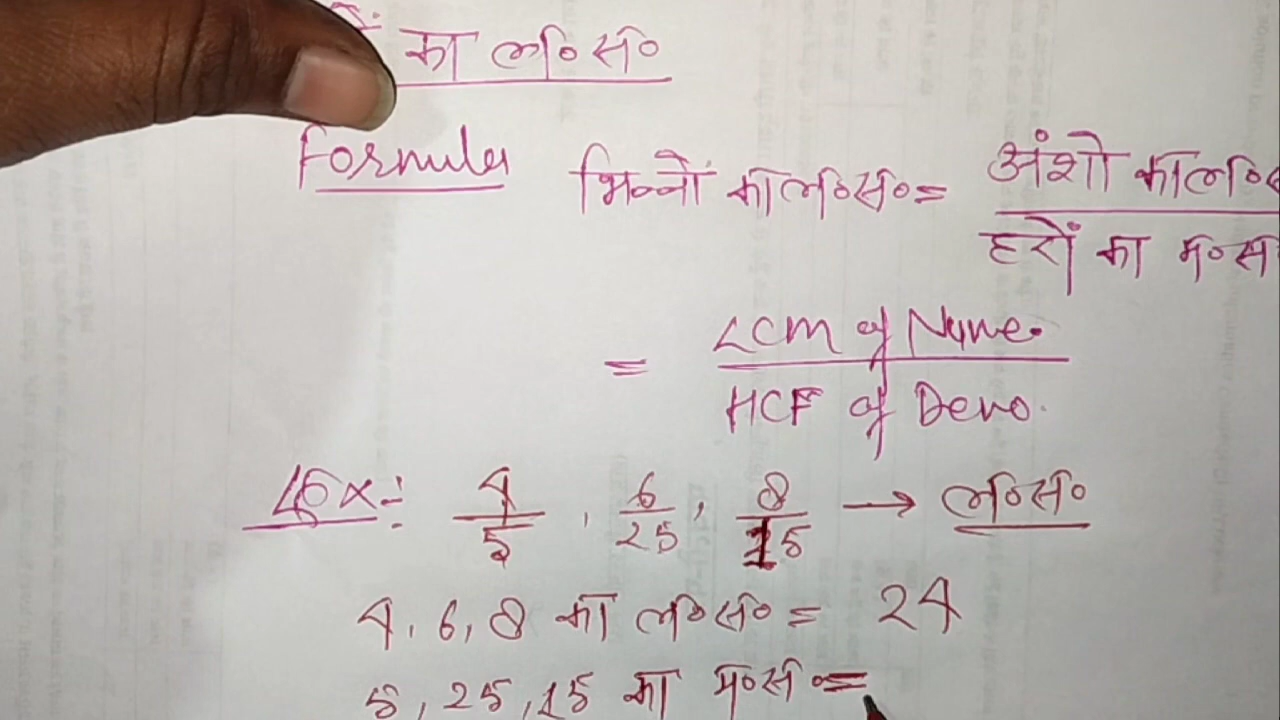 का ल॰स॰
Formula भिन्नों का ल॰स॰= अंशो का ल॰स
हरों का म॰स
= LCM of Nume.
HCF of Deno.
Ex:- 4/5 , 6/25 , 8/15 → ल॰स॰
4, 6, 8 का ल॰स॰ = 24
5, 25, 15 का म॰स॰=